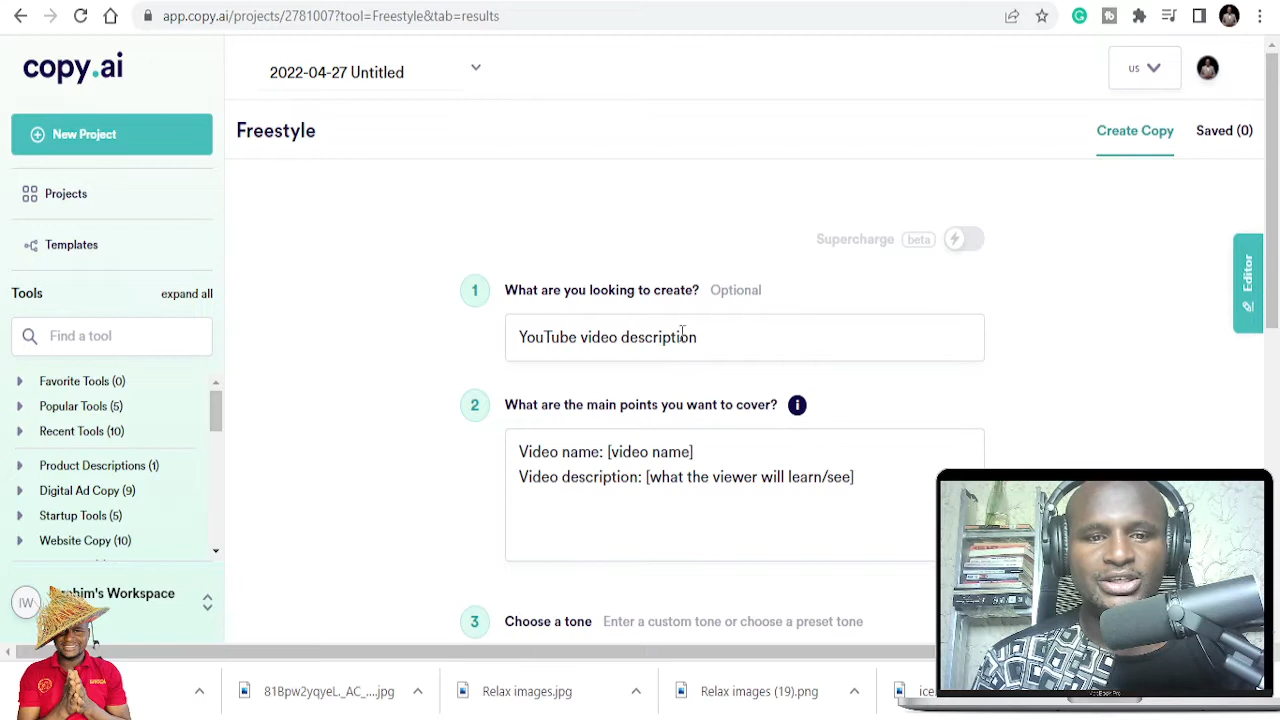 app.copy.ai/projects/2781007?tool=Freestyle&tab=results
copy.ai
2022-04-27 Untitled
us
New Project
Freestyle
Create Copy
Saved (0)
Projects
Supercharge beta
Templates
Editor
Tools
expand all
1
What are you looking to create? Optional
Find a tool
YouTube video description
Favorite Tools (0)
Popular Tools (5)
Recent Tools (10)
2
What are the main points you want to cover?
i
Video name: [video name]
Video description: [what the viewer will learn/see]
Product Descriptions (1)
Digital Ad Copy (9)
Startup Tools (5)
Website Copy (10)
IW
's Workspace
3
Choose a tone
Enter a custom tone or choose a preset tone
81Bpw2yqyeL._AC_....jpg
Relax images.jpg
Relax images (19).png
ice